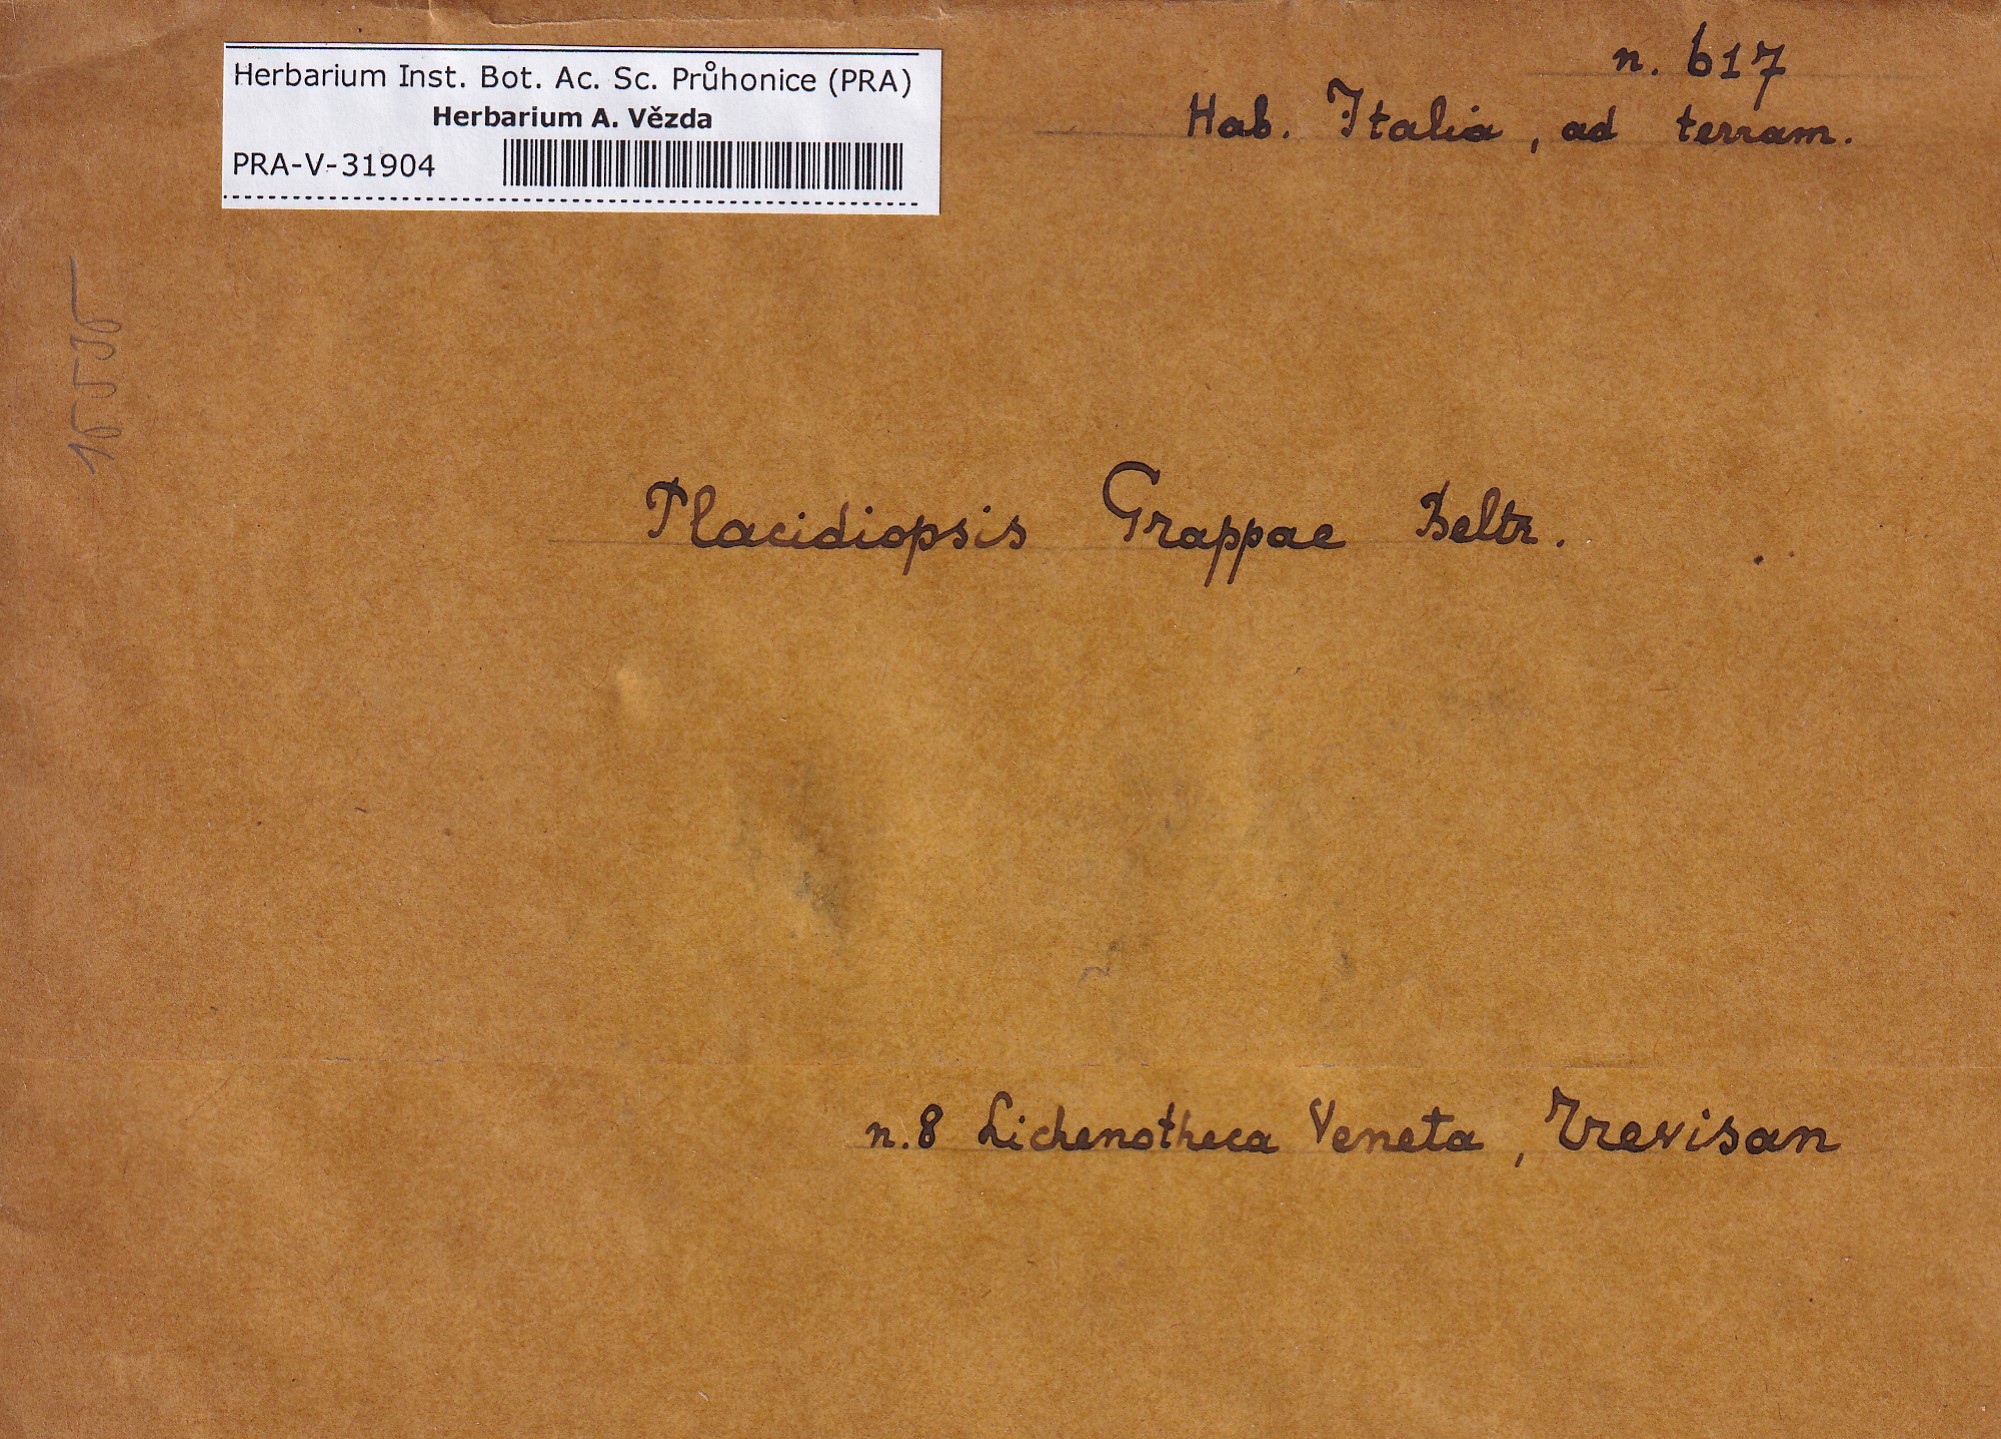 Herbarium Inst. Bot. Ac. Sc. Průhonice (PRA)
Herbarium A. Vězda
PRA-V-31904
n. 617
Hab. Italia, ad terram.
Placidiopsis Grappae Beltr.
n. 8 Lichenotheca Veneta, Trevisan